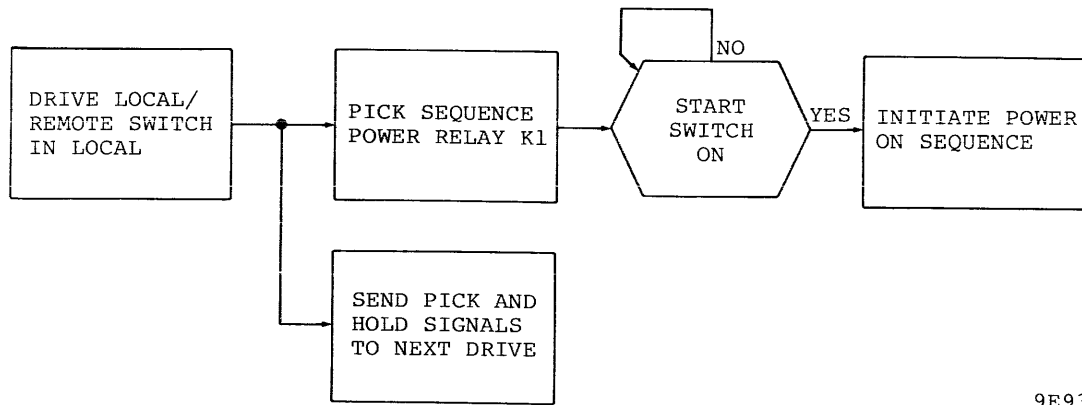 DRIVE LOCAL/
REMOTE SWITCH
IN LOCAL
PICK SEQUENCE
POWER RELAY K1
NO
START
SWITCH
ON
YES
INITIATE POWER
ON SEQUENCE
SEND PICK AND
HOLD SIGNALS
TO NEXT DRIVE
9E93